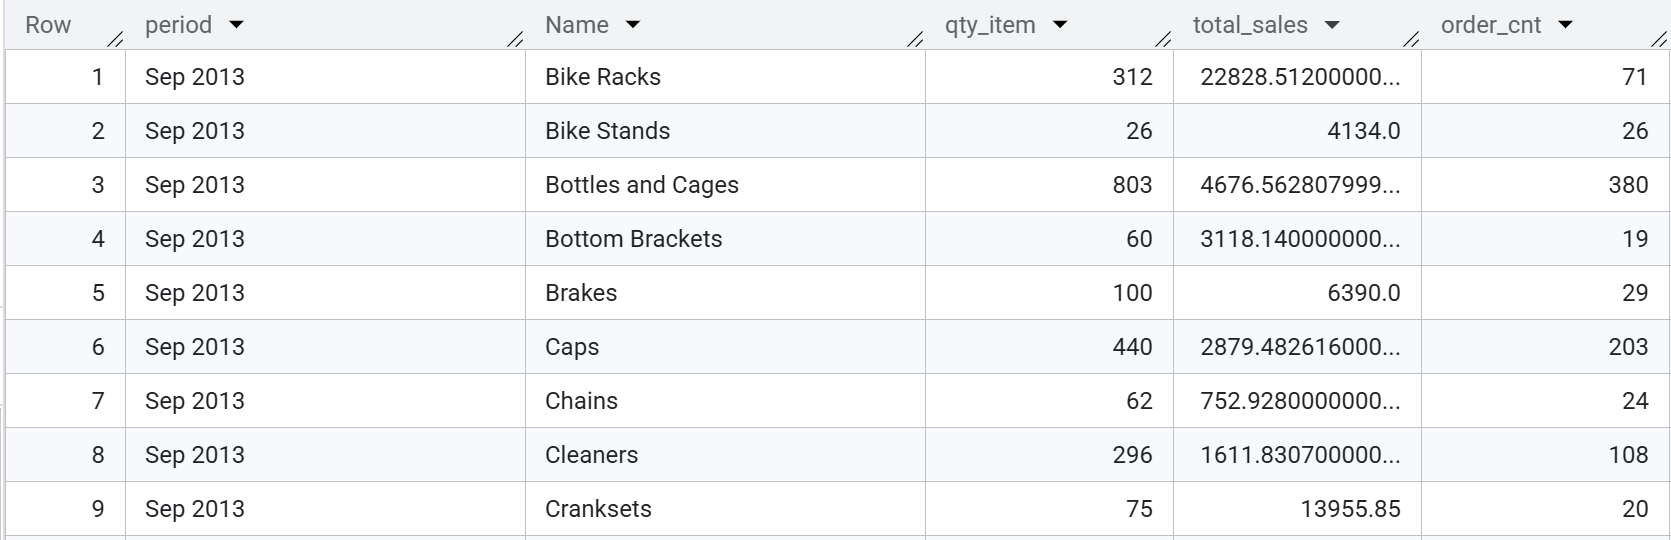 Row period Name qty_item total_sales order_cnt
1 Sep 2013 Bike Racks 312 22828.51200000... 71
2 Sep 2013 Bike Stands 26 4134.0 26
3 Sep 2013 Bottles and Cages 803 4676.562807999... 380
4 Sep 2013 Bottom Brackets 60 3118.140000000... 19
5 Sep 2013 Brakes 100 6390.0 29
6 Sep 2013 Caps 440 2879.482616000... 203
7 Sep 2013 Chains 62 752.9280000000... 24
8 Sep 2013 Cleaners 296 1611.830700000... 108
9 Sep 2013 Cranksets 75 13955.85 20